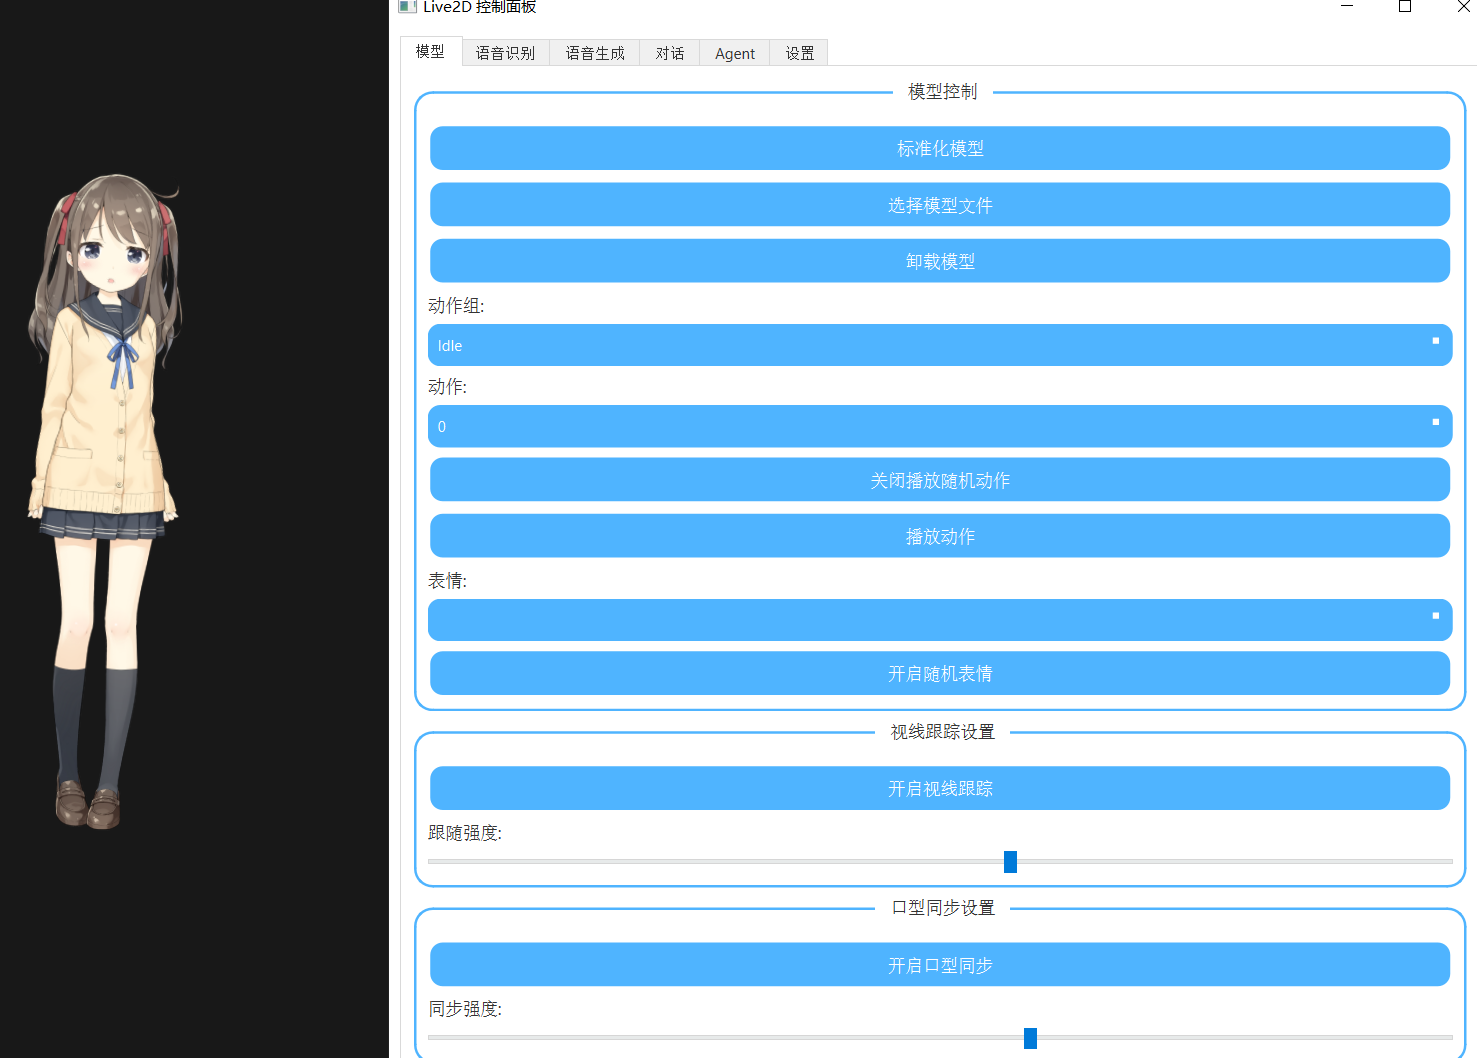 Live2D 控制面板
模型 语音识别 语音生成 对话 Agent 设置
模型控制
标准化模型
选择模型文件
卸载模型
动作组:
Idle
动作:
0
关闭播放随机动作
播放动作
表情:
开启随机表情
视线跟踪设置
开启视线跟踪
跟随强度:
口型同步设置
开启口型同步
同步强度: